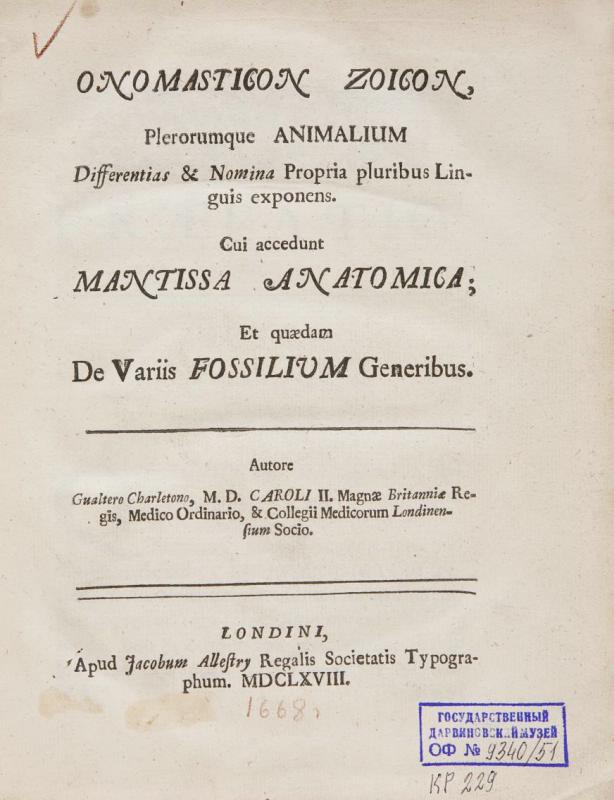 ONOMASTICON ZOICON,
Plerorumque ANIMALIUM
Differentias & Nomina Propria pluribus Lin-
guis exponens.
Cui accedunt
MANTISSA ANATOMICA;
Et quædam
De Variis FOSSILIUM Generibus.
Autore
Gualtero Charletono, M. D. CAROLI II. Magnæ Britanniæ Re-
gis, Medico Ordinario, & Collegii Medicorum Londinen-
sium Socio.
LONDINI,
Apud Jacobum Allestry Regalis Societatis Typogra-
phum. MDCLXVIII.
1668.
ГОСУДАРСТВЕННЫЙ
ДАРВИНОВСКИЙ МУЗЕЙ
ОФ № 9340/51
КР 229